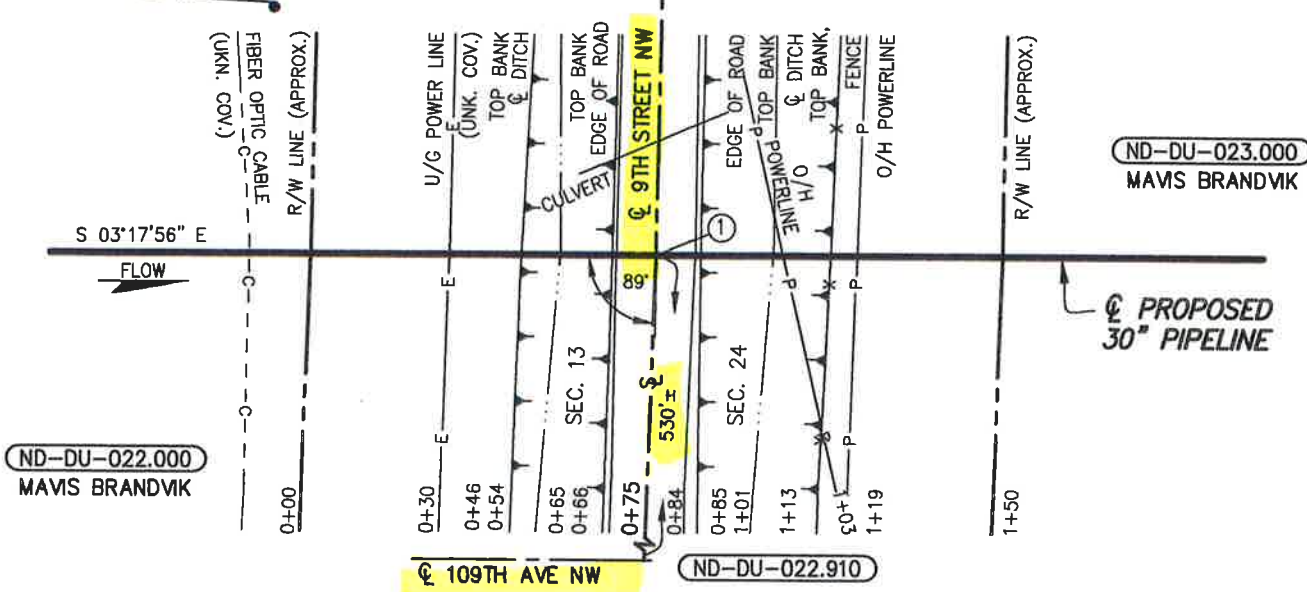 FIBER OPTIC CABLE
(UKN. COV.)
R/W LINE (APPROX.)
U/G POWER LINE
(UNK. COV.)
TOP BANK
℄ DITCH
TOP BANK
EDGE OF ROAD
℄ 9TH STREET NW
EDGE OF ROAD
TOP BANK
℄ DITCH
TOP BANK,
FENCE
O/H POWERLINE
R/W LINE (APPROX.)
CULVERT
H/O
POWERLINE
ND-DU-023.000
MAVIS BRANDVIK
S 03°17'56" E
FLOW
1
89°
C
C
C
E
E
E
P
P
P
P
P
X
X
X
℄ PROPOSED
30" PIPELINE
SEC. 13
℄
530'±
SEC. 24
ND-DU-022.000
MAVIS BRANDVIK
0+00
0+30
0+46
0+54
0+65
0+66
0+75
0+84
0+85
1+01
1+13
1+03
1+19
1+50
℄ 109TH AVE NW
ND-DU-022.910